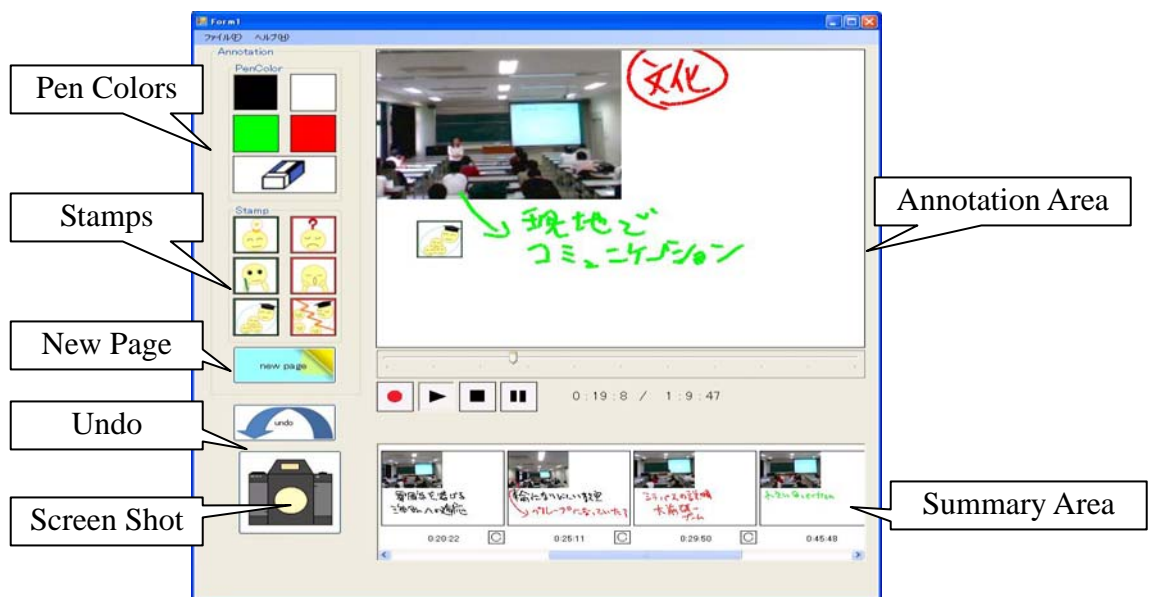 Form1
ファイル(F) ヘルプ(H)
Annotation
PenColor
Pen Colors
文化
Stamps
Stamp
Annotation Area
現地で
コミュニケーション
New Page
new page
0:19:8 / 1:9:47
Undo
undo
Screen Shot
Summary Area
0:20:22 C 0:25:11 C 0:29:50 C 0:45:48